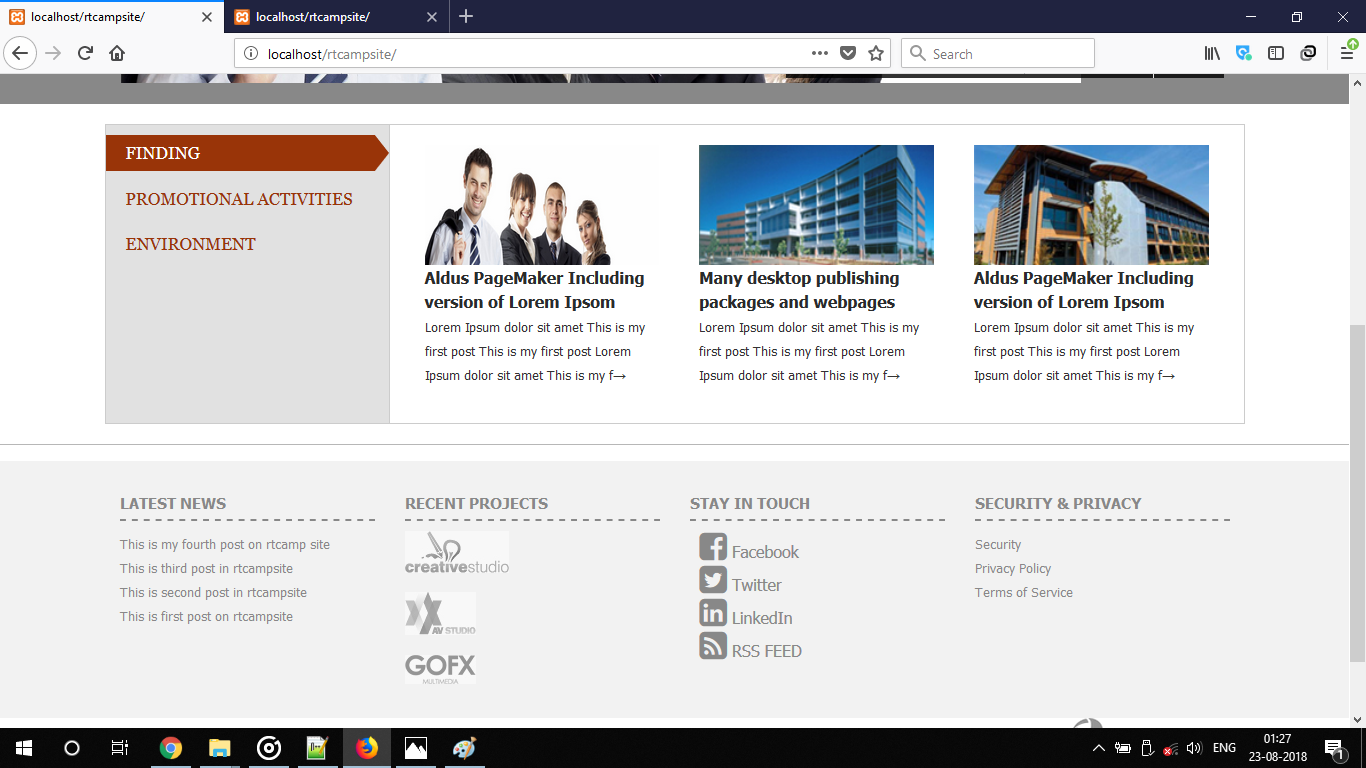 localhost/rtcampsite/
localhost/rtcampsite/
localhost/rtcampsite/
Search
FINDING
PROMOTIONAL ACTIVITIES
ENVIRONMENT
Aldus PageMaker Including
version of Lorem Ipsom
Lorem Ipsum dolor sit amet This is my
first post This is my first post Lorem
Ipsum dolor sit amet This is my f→
Many desktop publishing
packages and webpages
Lorem Ipsum dolor sit amet This is my
first post This is my first post Lorem
Ipsum dolor sit amet This is my f→
Aldus PageMaker Including
version of Lorem Ipsom
Lorem Ipsum dolor sit amet This is my
first post This is my first post Lorem
Ipsum dolor sit amet This is my f→
LATEST NEWS
This is my fourth post on rtcamp site
This is third post in rtcampsite
This is second post in rtcampsite
This is first post on rtcampsite
RECENT PROJECTS
creativestudio
AV STUDIO
GOFX
MULTIMEDIA
STAY IN TOUCH
Facebook
Twitter
LinkedIn
RSS FEED
SECURITY & PRIVACY
Security
Privacy Policy
Terms of Service
ENG
01:27
23-08-2018
1